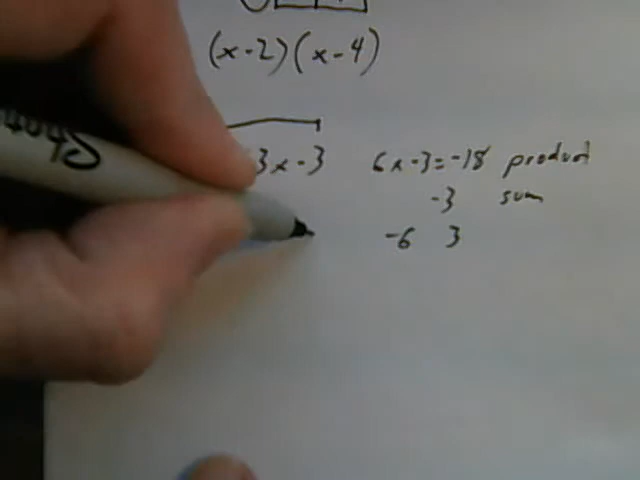 (x-2)(x-4)
3x-3 6x-3=-18 product
-3 sum
-6 3